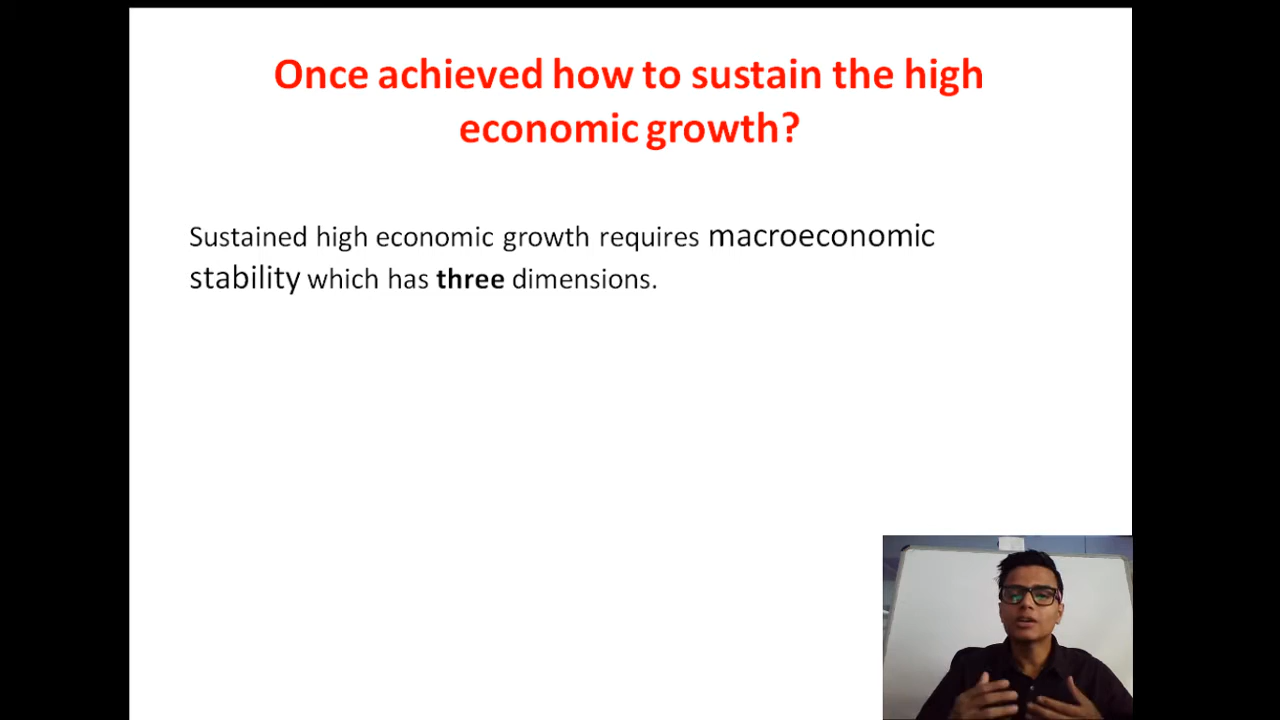 Once achieved how to sustain the high
economic growth?
Sustained high economic growth requires macroeconomic
stability which has three dimensions.